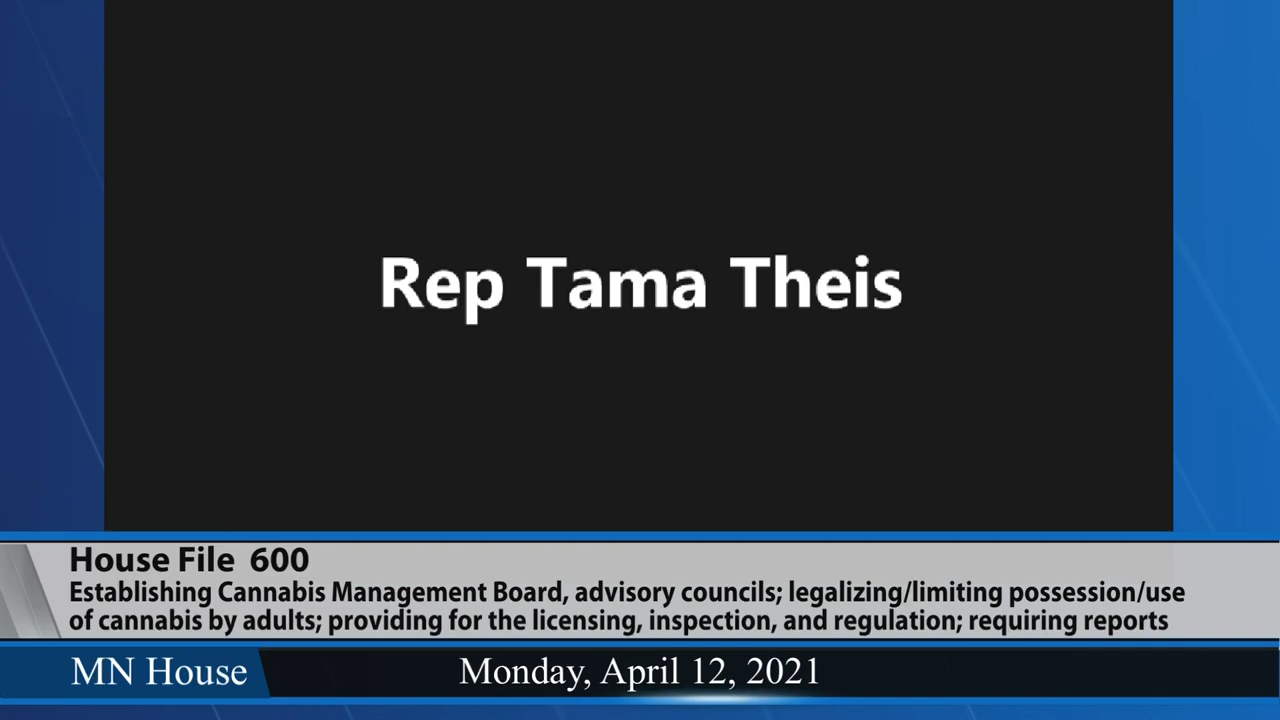 Rep Tama Theis
House File 600
Establishing Cannabis Management Board, advisory councils; legalizing/limiting possession/use
of cannabis by adults; providing for the licensing, inspection, and regulation; requiring reports
MN House
Monday, April 12, 2021